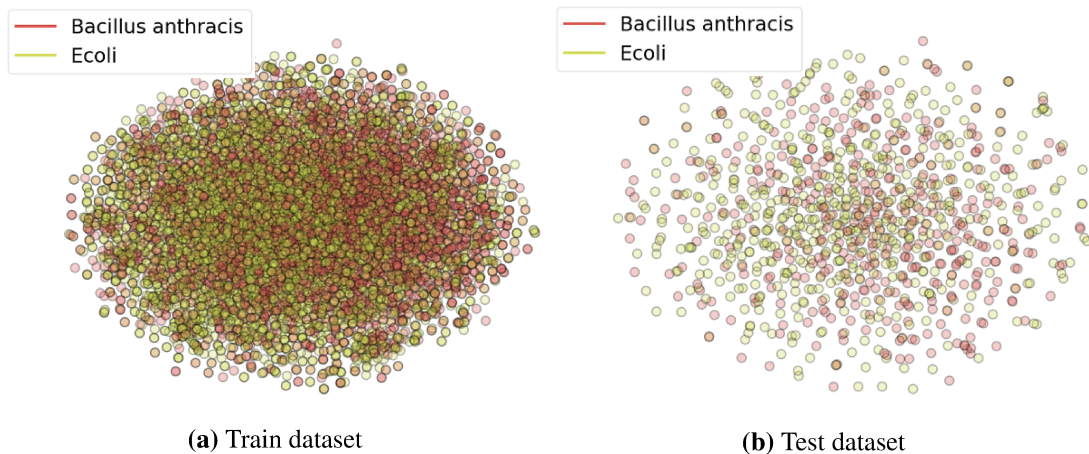 Bacillus anthracis
Ecoli
Bacillus anthracis
Ecoli
(a) Train dataset
(b) Test dataset